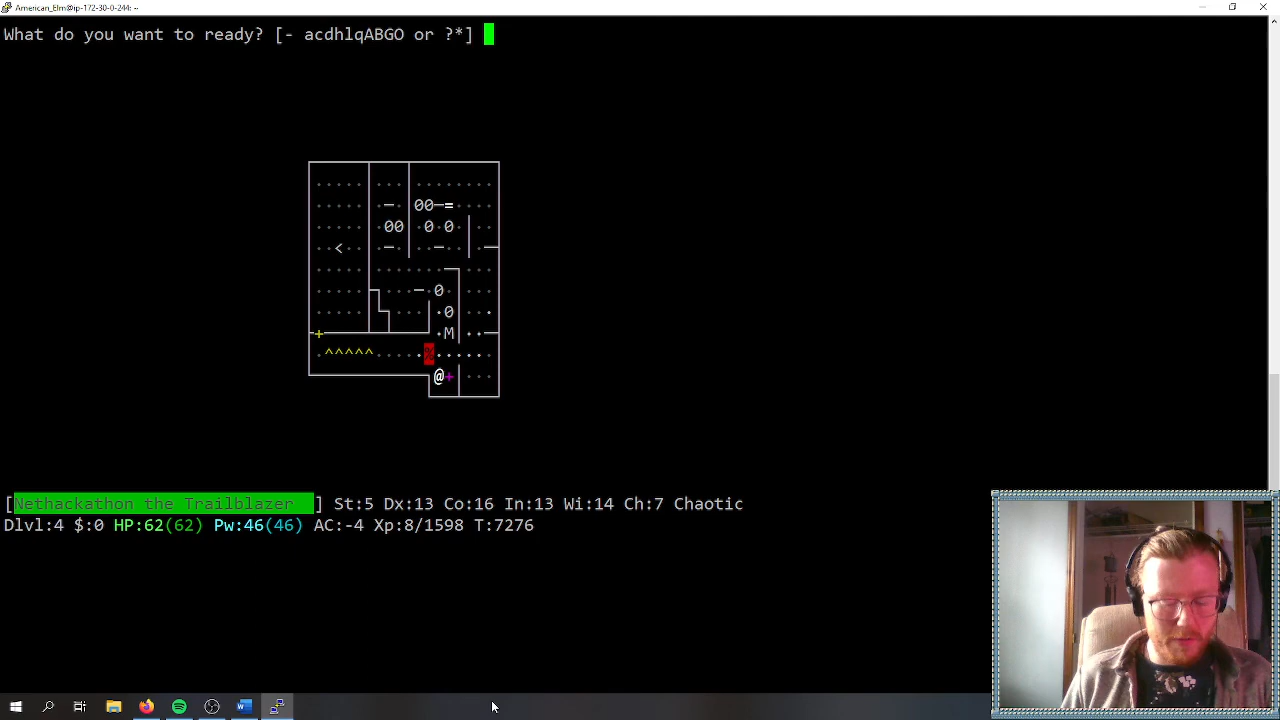 American_Elm@ip-172-30-0-244: ~
What do you want to ready? [- acdhlqABGO or ?*]
[Nethackathon the Trailblazer ] St:5 Dx:13 Co:16 In:13 Wi:14 Ch:7 Chaotic
Dlvl:4 $:0 HP:62(62) Pw:46(46) AC:-4 Xp:8/1598 T:7276